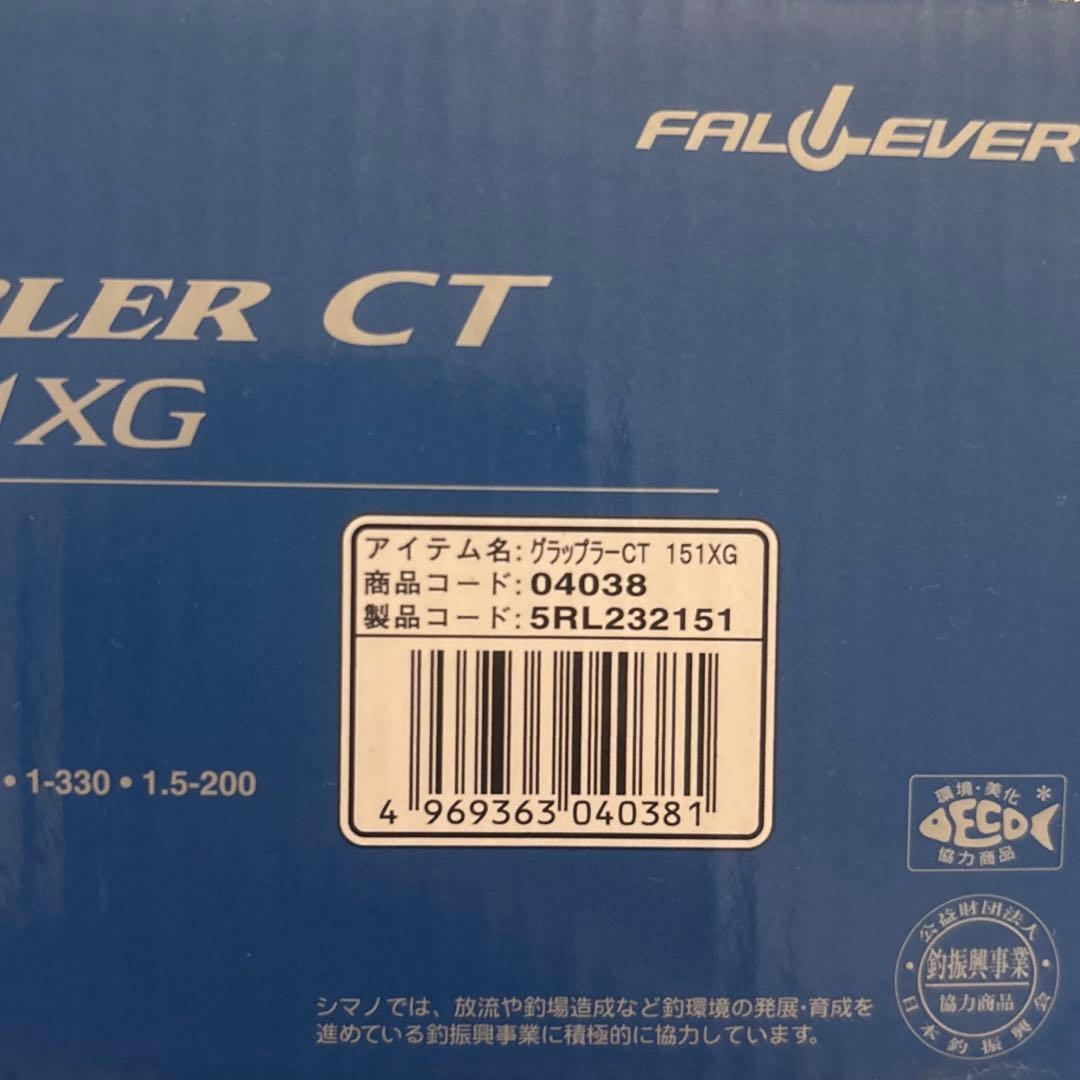 FALLEVER
PLER CT
1XG
アイテム名: グラップラーCT 151XG
商品コード: 04038
製品コード: 5RL232151
4 969363 040381
• 1-330 • 1.5-200
環境・美化
ECO
協力商品
公益財団法人
釣振興事業
協力商品
日本釣振興会
シマノでは、放流や釣場造成など釣環境の発展・育成を
進めている釣振興事業に積極的に協力しています。